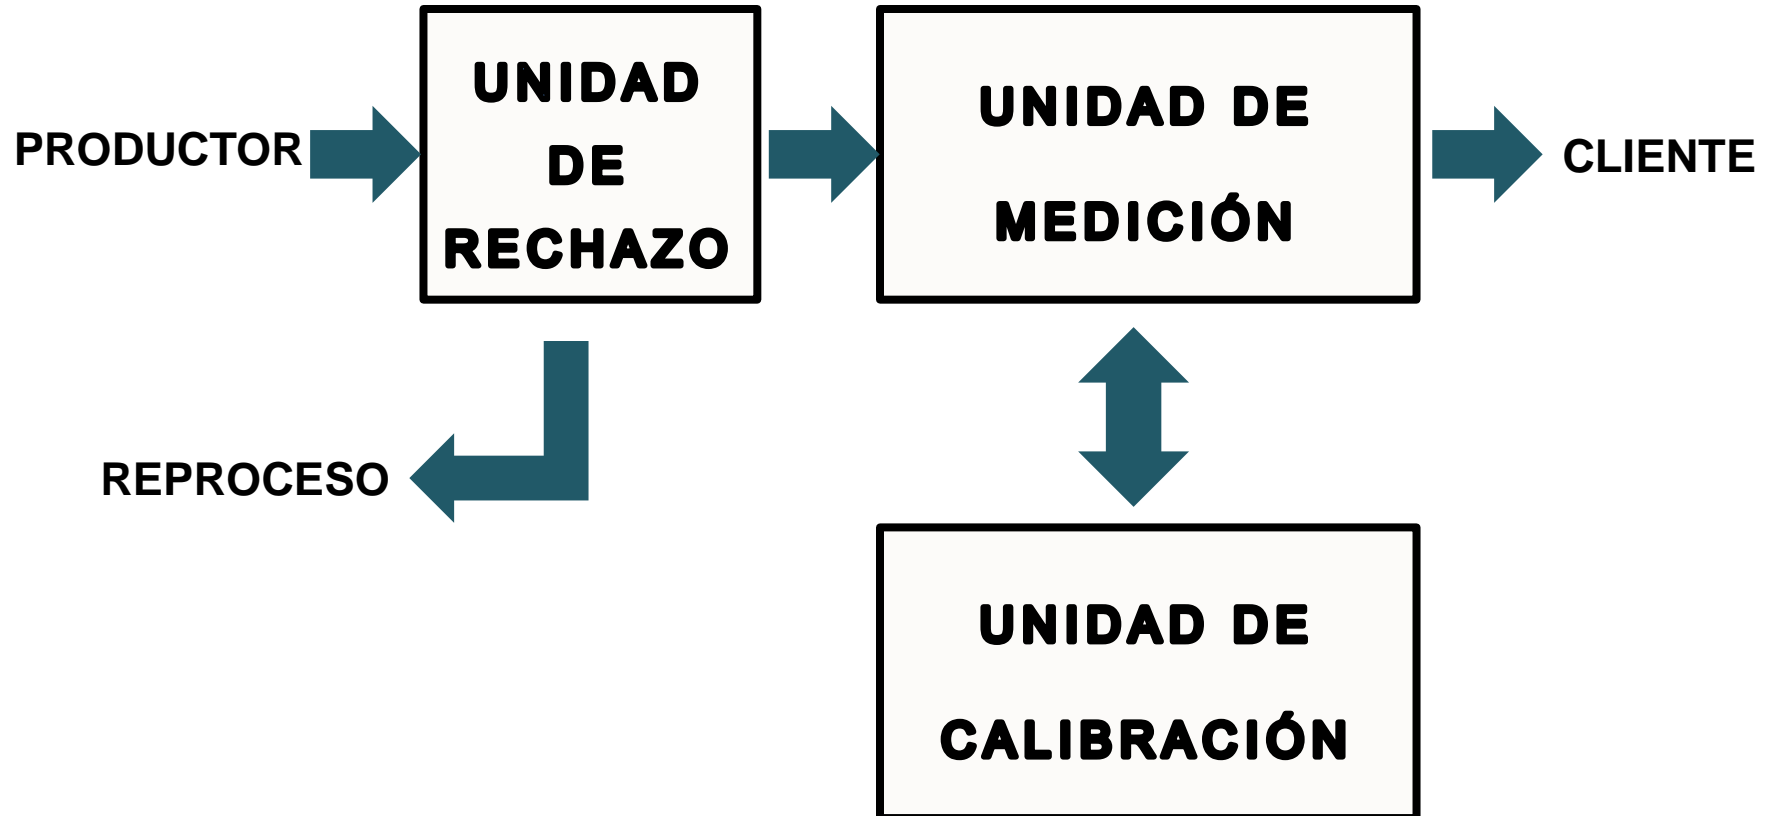 PRODUCTOR
UNIDAD
DE
RECHAZO
UNIDAD DE
MEDICIÓN
CLIENTE
REPROCESO
UNIDAD DE
CALIBRACIÓN